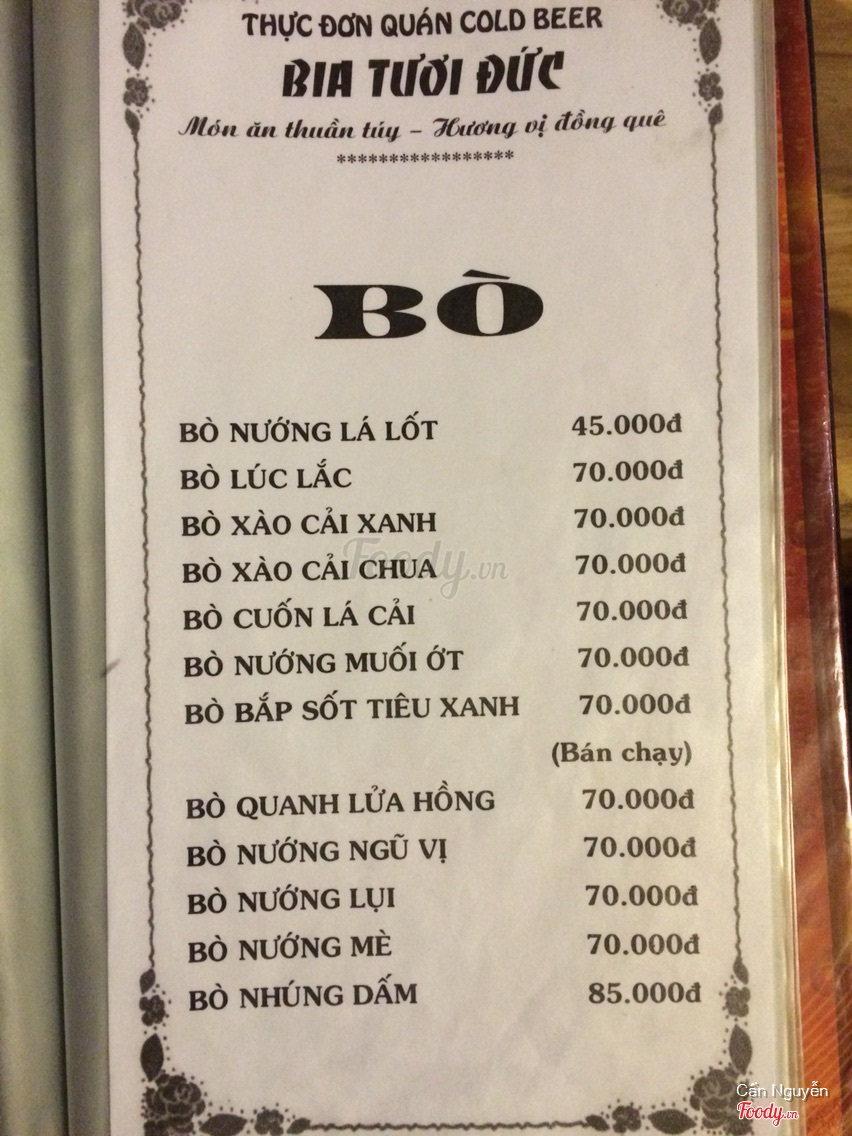 THỰC ĐƠN QUÁN COLD BEER
BIA TƯƠI ĐỨC
Món ăn thuần túy – Hương vị đồng quê
*****************
BÒ
BÒ NƯỚNG LÁ LỐT 45.000đ
BÒ LÚC LẮC 70.000đ
BÒ XÀO CẢI XANH 70.000đ
BÒ XÀO CẢI CHUA 70.000đ
Foody.vn
BÒ CUỐN LÁ CẢI 70.000đ
BÒ NƯỚNG MUỐI ỚT 70.000đ
BÒ BẮP SỐT TIÊU XANH 70.000đ
(Bán chạy)
BÒ QUANH LỬA HỒNG 70.000đ
BÒ NƯỚNG NGŨ VỊ 70.000đ
BÒ NƯỚNG LỤI 70.000đ
BÒ NƯỚNG MÈ 70.000đ
BÒ NHÚNG DẤM 85.000đ
Cấn Nguyễn
Foody.vn